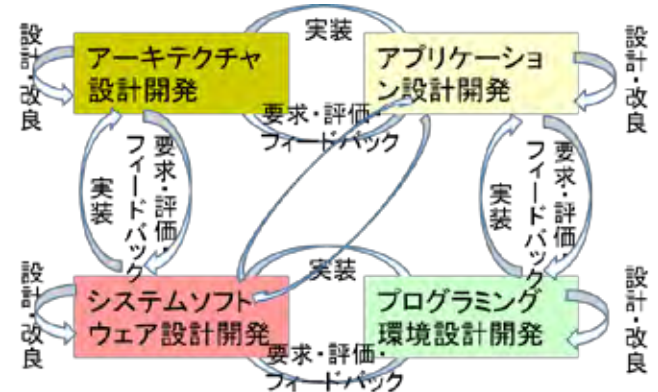 実装
アーキテクチャ
設計開発
アプリケーショ
ン設計開発
設計・改良
設計・改良
要求・評価・
フィードバック
実装
要求・評価・
フィードバック
実装
要求・評価・
フィードバック
設計・改良
システムソフト
ウェア設計開発
実装
プログラミング
環境設計開発
設計・改良
要求・評価・
フィードバック